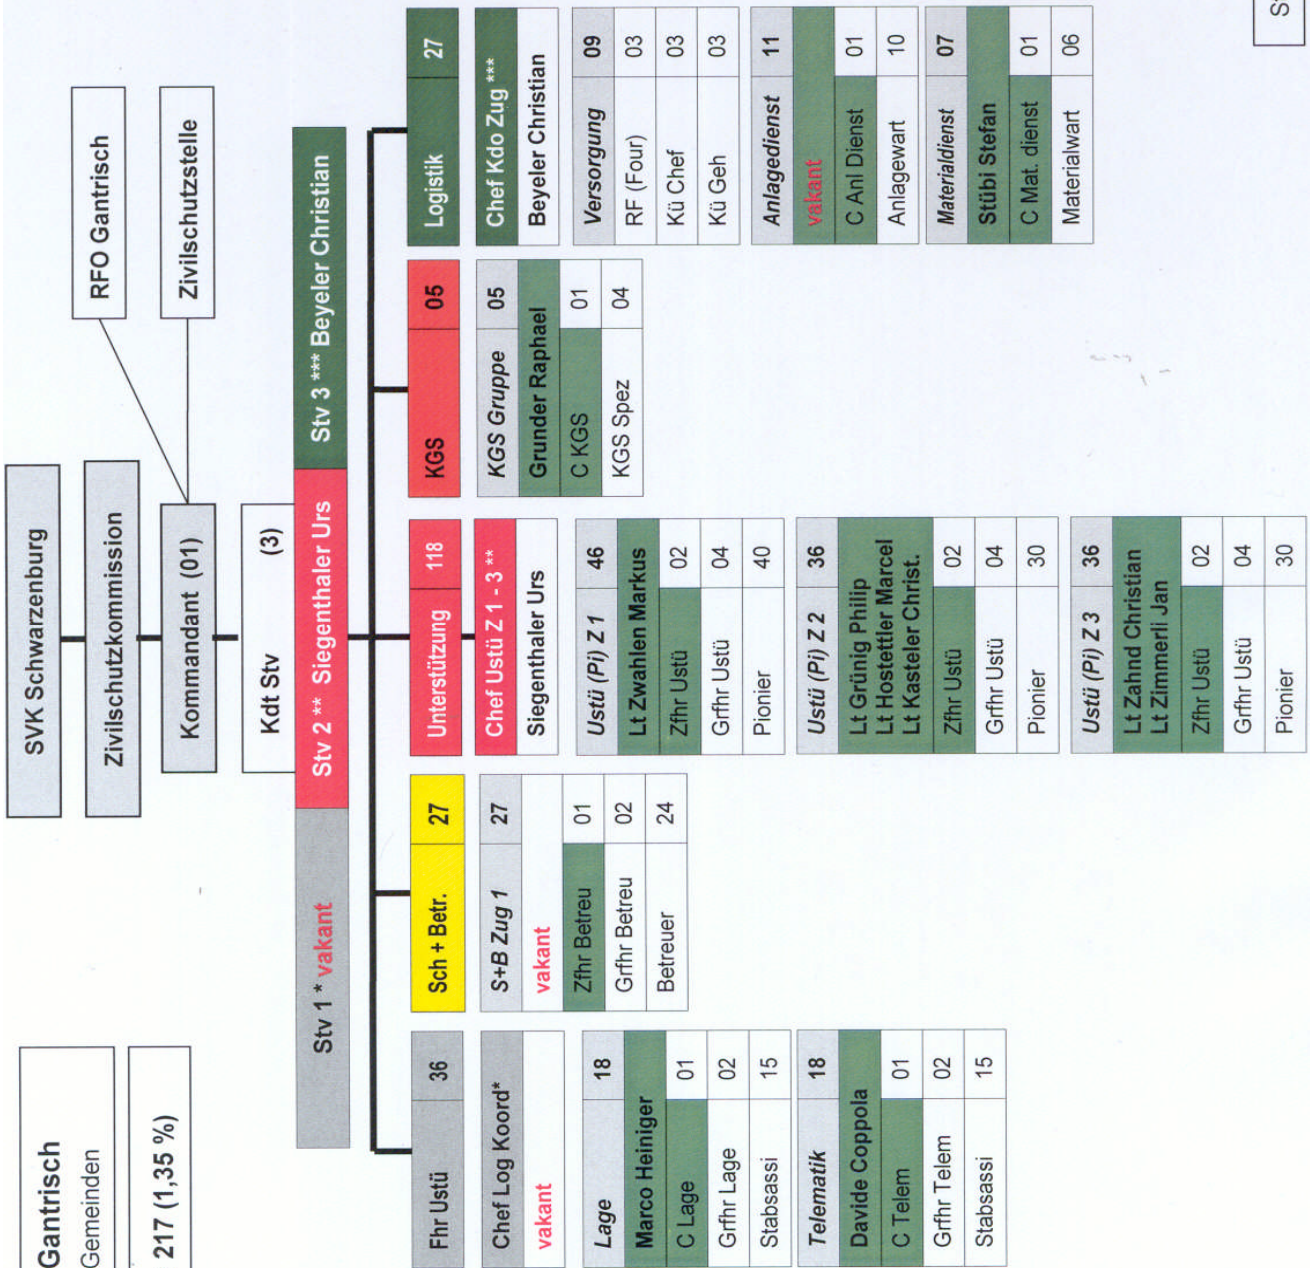 Gantrisch
Gemeinden
217 (1,35 %)
SVK Schwarzenburg
Zivilschutzkommission
Kommandant (01)
Kdt Stv (3)
RFO Gantrisch
Zivilschutzstelle
Stv 1 * vakant
Stv 2 ** Siegenthaler Urs
Stv 3 *** Beyeler Christian
Fhr Ustü 36
Chef Log Koord*
vakant
Lage 18
Marco Heiniger
C Lage 01
Grfhr Lage 02
Stabsassi 15
Telematik 18
Davide Coppola
C Telem 01
Grfhr Telem 02
Stabsassi 15
Sch + Betr. 27
S+B Zug 1 27
vakant
Zfhr Betreu 01
Grfhr Betreu 02
Betreuer 24
Unterstützung 118
Chef Ustü Z 1 - 3 **
Siegenthaler Urs
Ustü (Pi) Z 1 46
Lt Zwahlen Markus
Zfhr Ustü 02
Grfhr Ustü 04
Pionier 40
Ustü (Pi) Z 2 36
Lt Grünig Philip
Lt Hostettler Marcel
Lt Kasteler Christ.
Zfhr Ustü 02
Grfhr Ustü 04
Pionier 30
Ustü (Pi) Z 3 36
Lt Zahnd Christian
Lt Zimmerli Jan
Zfhr Ustü 02
Grfhr Ustü 04
Pionier 30
KGS 05
KGS Gruppe 05
Grunder Raphael
C KGS 01
KGS Spez 04
Logistik 27
Chef Kdo Zug ***
Beyeler Christian
Versorgung 09
RF (Four) 03
Kü Chef 03
Kü Geh 03
Anlagedienst 11
vakant
C Anl Dienst 01
Anlagewart 10
Materialdienst 07
Stübi Stefan
C Mat. dienst 01
Materialwart 06